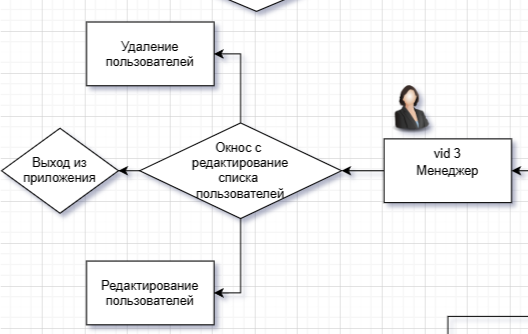 Удаление
пользователей
Окнос с
редактирование
списка
пользователей
Выход из
приложения
vid 3
Менеджер
Редактирование
пользователей